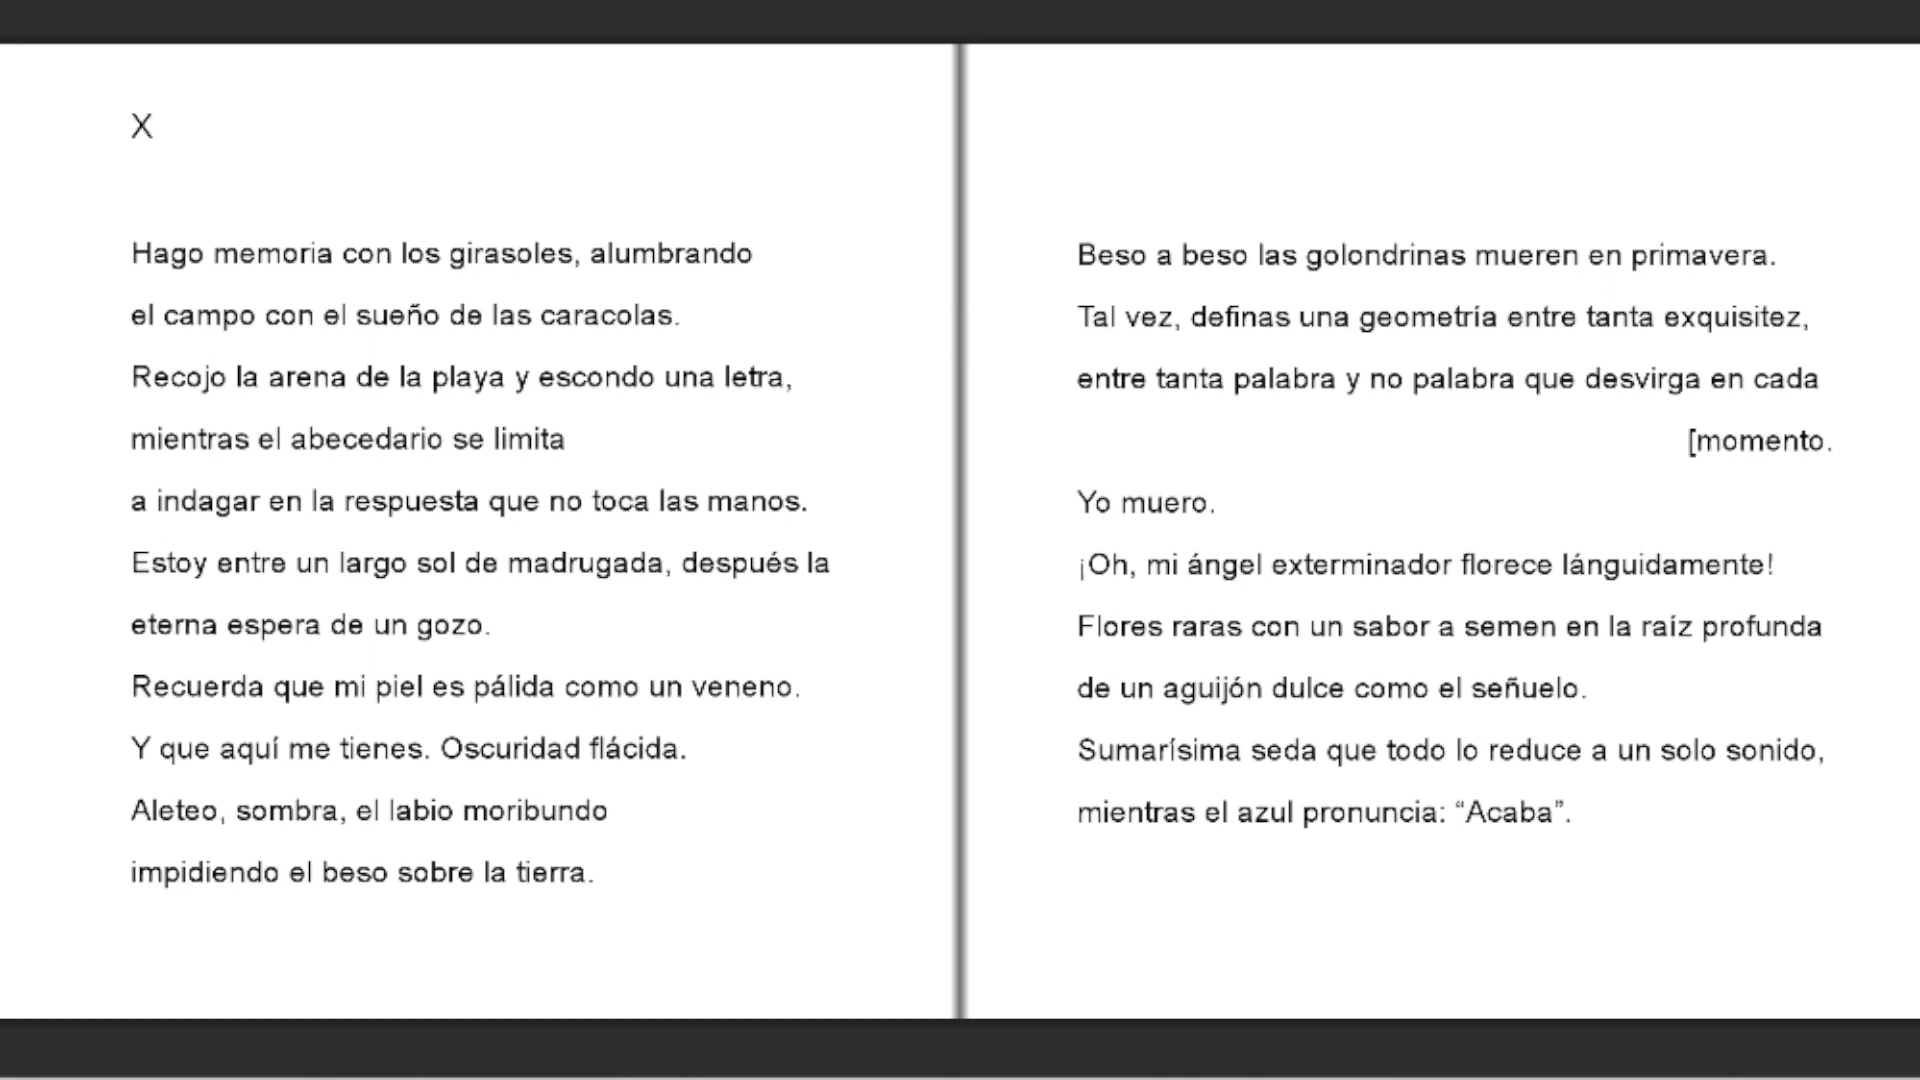 X
Hago memoria con los girasoles, alumbrando
el campo con el sueño de las caracolas.
Recojo la arena de la playa y escondo una letra,
mientras el abecedario se limita
a indagar en la respuesta que no toca las manos.
Estoy entre un largo sol de madrugada, después la
eterna espera de un gozo.
Recuerda que mi piel es pálida como un veneno.
Y que aquí me tienes. Oscuridad flácida.
Aleteo, sombra, el labio moribundo
impidiendo el beso sobre la tierra.
Beso a beso las golondrinas mueren en primavera.
Tal vez, definas una geometría entre tanta exquisitez,
entre tanta palabra y no palabra que desvirga en cada
[momento.
Yo muero.
¡Oh, mi ángel exterminador florece lánguidamente!
Flores raras con un sabor a semen en la raíz profunda
de un aguijón dulce como el señuelo.
Sumarísima seda que todo lo reduce a un solo sonido,
mientras el azul pronuncia: “Acaba”.